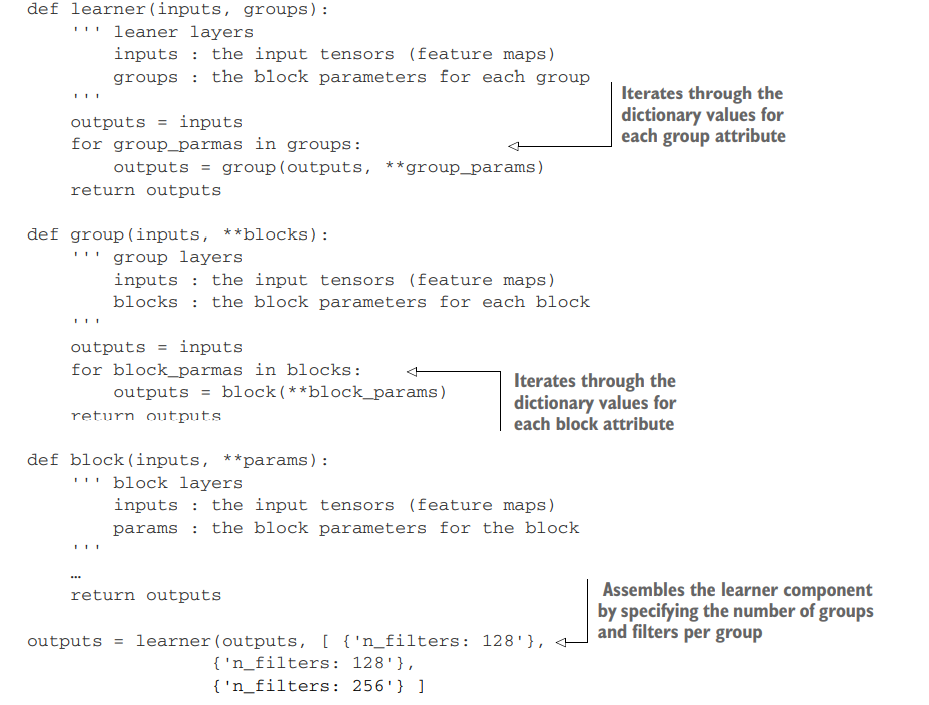 def learner(inputs, groups):
    ''' leaner layers
        inputs : the input tensors (feature maps)
        groups : the block parameters for each group
    '''
    outputs = inputs
    for group_parmas in groups:
        outputs = group(outputs, **group_params)
    return outputs
Iterates through the
dictionary values for
each group attribute

def group(inputs, **blocks):
    ''' group layers
        inputs : the input tensors (feature maps)
        blocks : the block parameters for each block
    '''
    outputs = inputs
    for block_parmas in blocks:
        outputs = block(**block_params)
    return outputs
Iterates through the
dictionary values for
each block attribute

def block(inputs, **params):
    ''' block layers
        inputs : the input tensors (feature maps)
        params : the block parameters for the block
    '''
    …
    return outputs

outputs = learner(outputs, [ {'n_filters: 128'},
                 {'n_filters: 128'},
                 {'n_filters: 256'} ]
Assembles the learner component
by specifying the number of groups
and filters per group